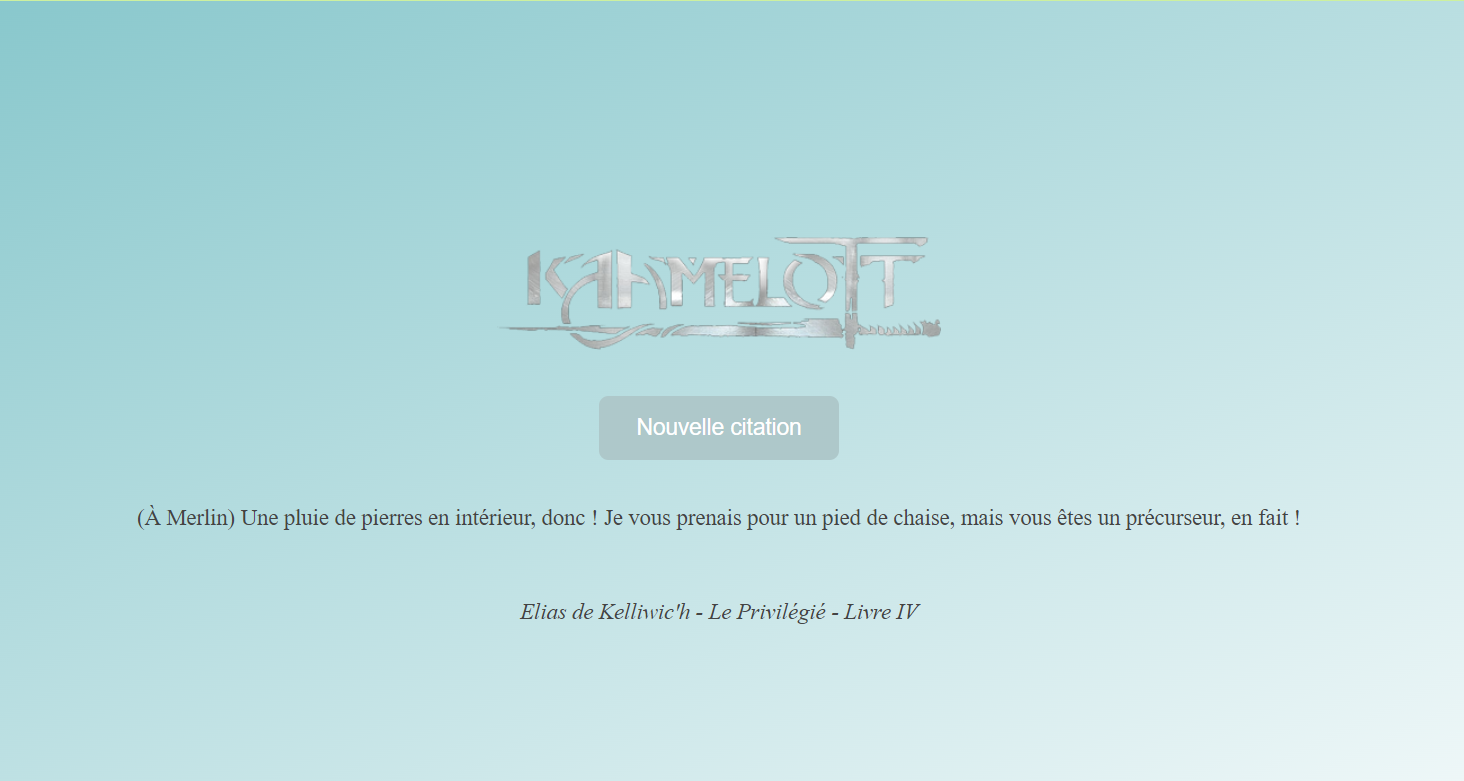 KAAMELOTT
Nouvelle citation
(À Merlin) Une pluie de pierres en intérieur, donc ! Je vous prenais pour un pied de chaise, mais vous êtes un précurseur, en fait !
Elias de Kelliwic'h - Le Privilégié - Livre IV